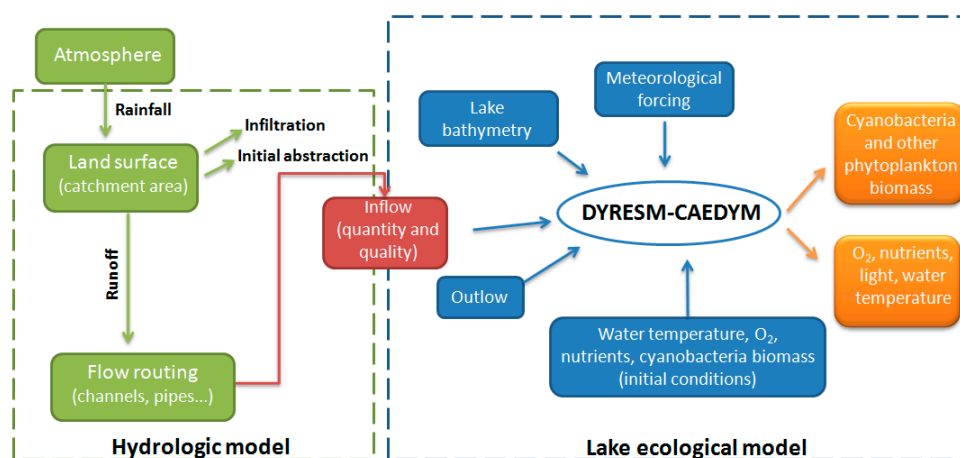 Atmosphere
Rainfall
Infiltration
Initial abstraction
Land surface
(catchment area)
Runoff
Flow routing
(channels, pipes...)
Hydrologic model
Inflow
(quantity and
quality)
Lake
bathymetry
Meteorological
forcing
DYRESM-CAEDYM
Outlow
Water temperature, O₂,
nutrients, cyanobacteria biomass
(initial conditions)
Cyanobacteria
and other
phytoplankton
biomass
O₂, nutrients,
light, water
temperature
Lake ecological model